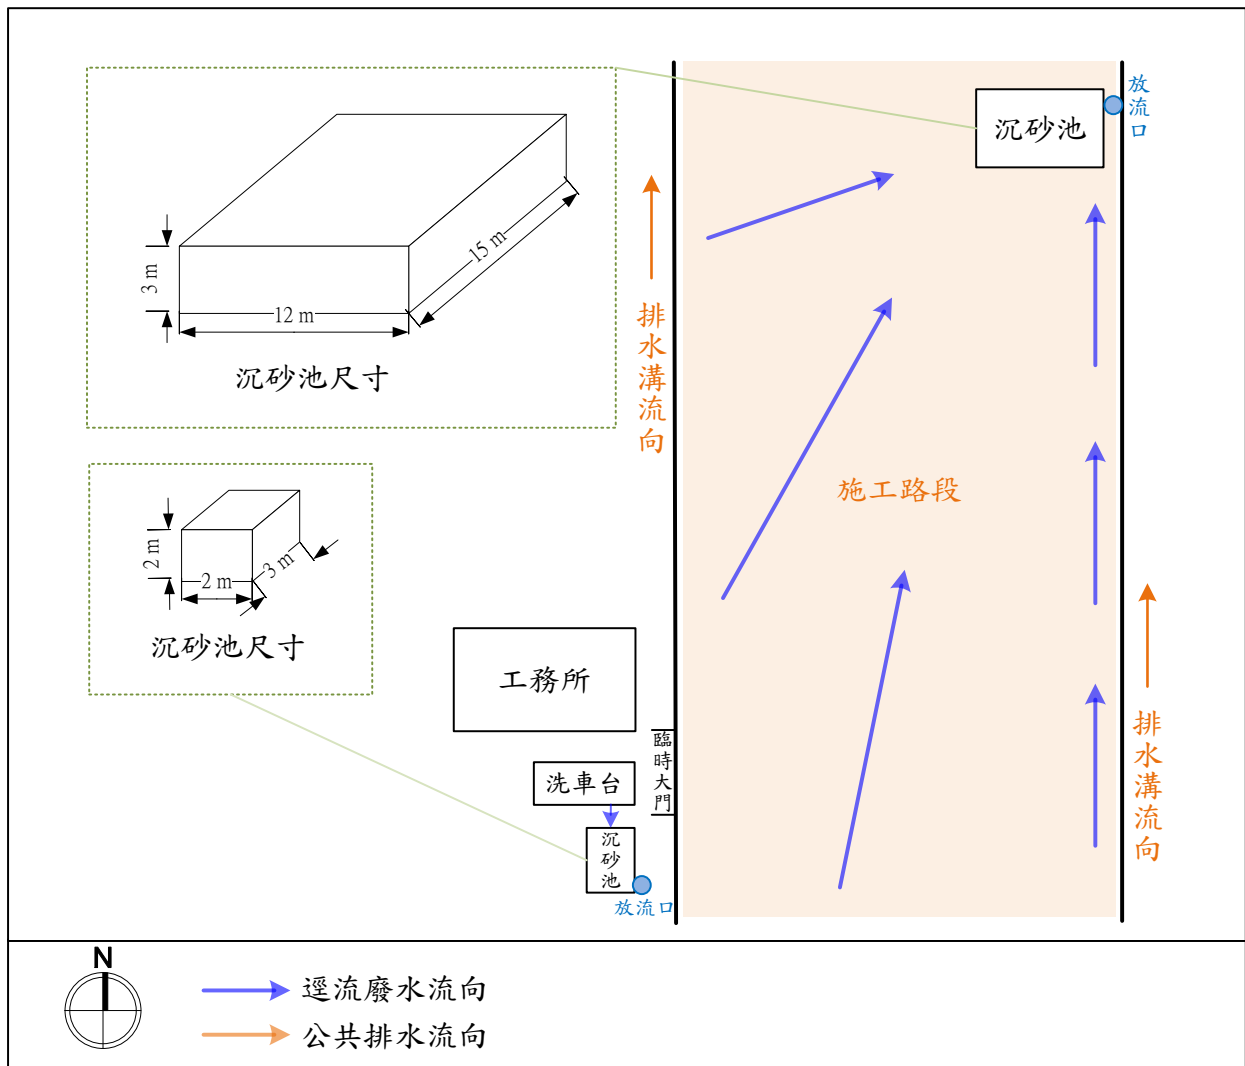 放流口
沉砂池
3 m
12 m
15 m
沉砂池尺寸
排水溝流向
施工路段
2 m
2 m
3 m
沉砂池尺寸
工務所
臨時大門
洗車台
沉砂池
放流口
排水溝流向
N
逕流廢水流向
公共排水流向